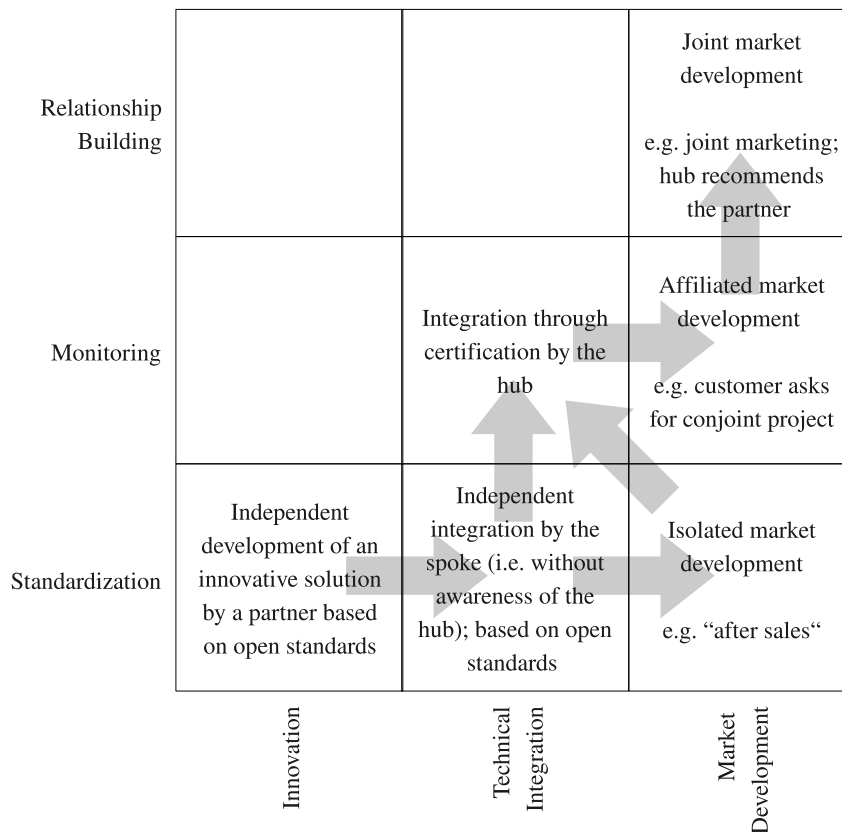 Relationship
Building
Joint market
development
e.g. joint marketing;
hub recommends
the partner
Monitoring
Integration through
certification by the
hub
Affiliated market
development
e.g. customer asks
for conjoint project
Standardization
Independent
development of an
innovative solution
by a partner based
on open standards
Independent
integration by the
spoke (i.e. without
awareness of the
hub); based on open
standards
Isolated market
development
e.g. “after sales“
Innovation
Technical
Integration
Market
Development